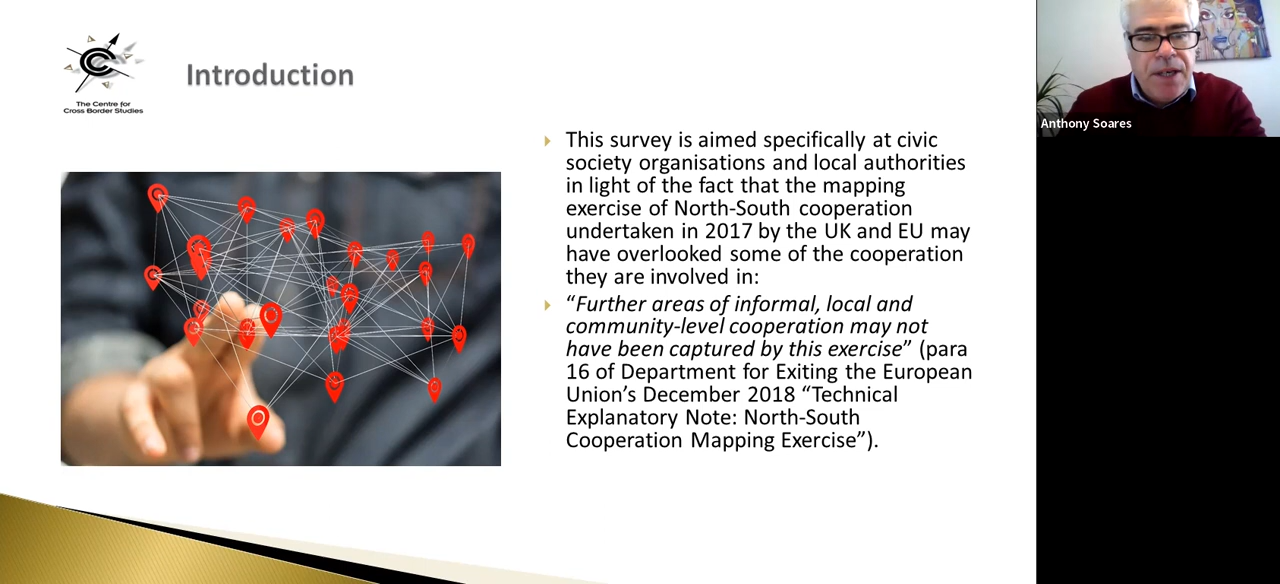 The Centre for
Cross Border Studies
Introduction
This survey is aimed specifically at civic
society organisations and local authorities
in light of the fact that the mapping
exercise of North-South cooperation
undertaken in 2017 by the UK and EU may
have overlooked some of the cooperation
they are involved in:
“Further areas of informal, local and
community-level cooperation may not
have been captured by this exercise” (para
16 of Department for Exiting the European
Union’s December 2018 “Technical
Explanatory Note: North-South
Cooperation Mapping Exercise”).
Anthony Soares